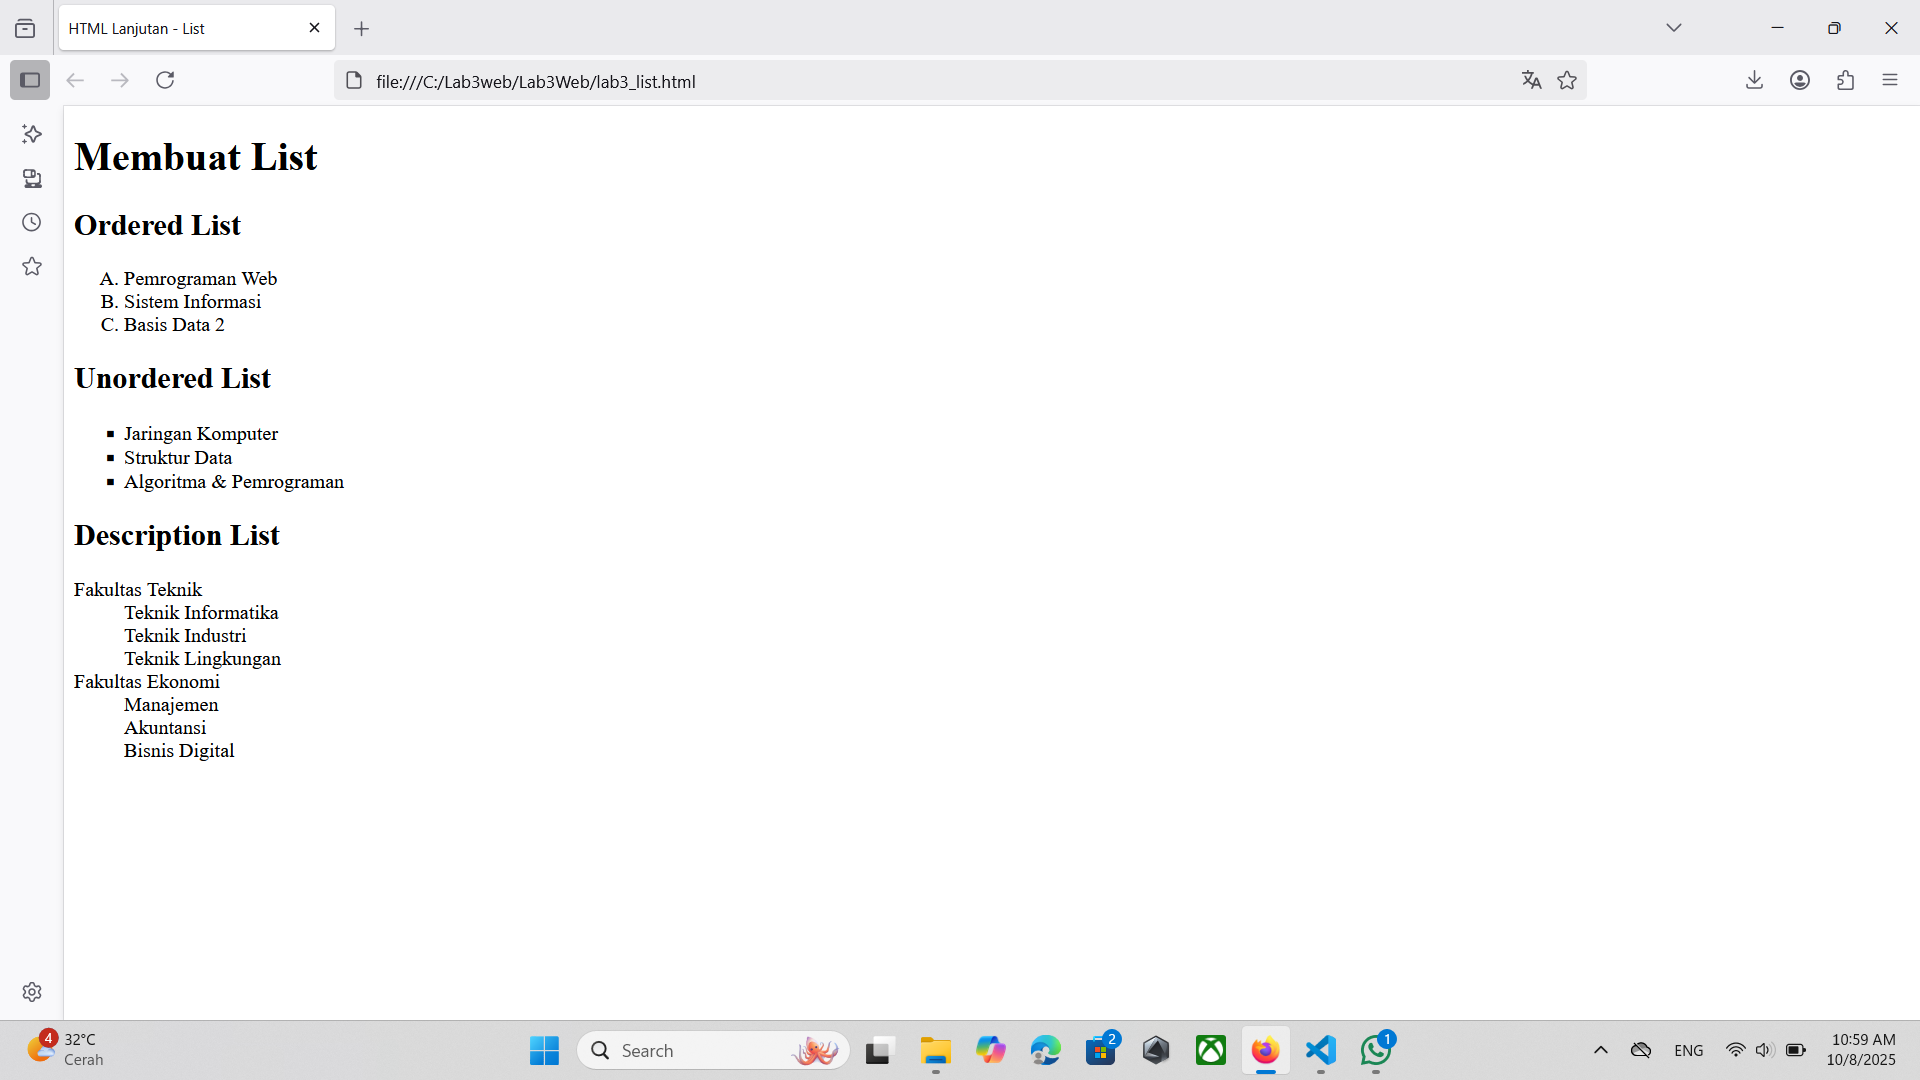 HTML Lanjutan - List
file:///C:/Lab3web/Lab3Web/lab3_list.html
Membuat List
Ordered List
A. Pemrograman Web
B. Sistem Informasi
C. Basis Data 2
Unordered List
▪ Jaringan Komputer
▪ Struktur Data
▪ Algoritma & Pemrograman
Description List
Fakultas Teknik
Teknik Informatika
Teknik Industri
Teknik Lingkungan
Fakultas Ekonomi
Manajemen
Akuntansi
Bisnis Digital
4
32°C
Cerah
Search
2
1
ENG
10:59 AM
10/8/2025